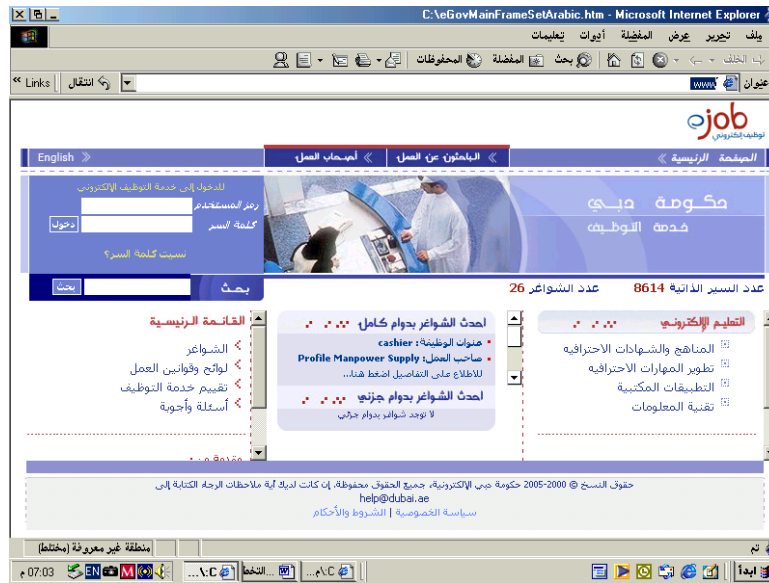 C:\eGovMainFrameSetArabic.htm - Microsoft Internet Explorer
ملف تحرير عرض المفضلة أدوات تعليمات
الخلف بحث المفضلة المحفوظات
عنوان www انتقال Links
ejob
توظيف إلكتروني
الصفحة الرئيسية الباحثون عن العمل أصحاب العمل English
حكومة دبي
خدمة التوظيف
للدخول إلى خدمة التوظيف الإلكتروني
رمز المستخدم
كلمة السر دخول
نسيت كلمة السر؟
عدد السير الذاتية 8614 عدد الشواغر 26
بحث بحث
التعليم الإلكتروني
المناهج والشهادات الاحترافيه
تطوير المهارات الاحترافيه
التطبيقات المكتبية
تقنية المعلومات
احدث الشواغر بدوام كامل
عنوان الوظيفة: cashier
صاحب العمل: Profile Manpower Supply
للاطلاع على التفاصيل اضغط هنا...
احدث الشواغر بدوام جزئي
لا توجد شواغر بدوام جزئي
القائمة الرئيسية
الشواغر
لوائح وقوانين العمل
تقييم خدمة التوظيف
أسئلة وأجوبة
حقوق النسخ © 2000-2005 حكومة دبي الإلكترونية، جميع الحقوق محفوظة. إن كانت لديك أية ملاحظات الرجاء الكتابة إلى
help@dubai.ae
سياسة الخصوصية | الشروط والأحكام
تم منطقة غير معروفة (مختلط)
ابدأ C:\... التخط... C:\... EN 07:03 م